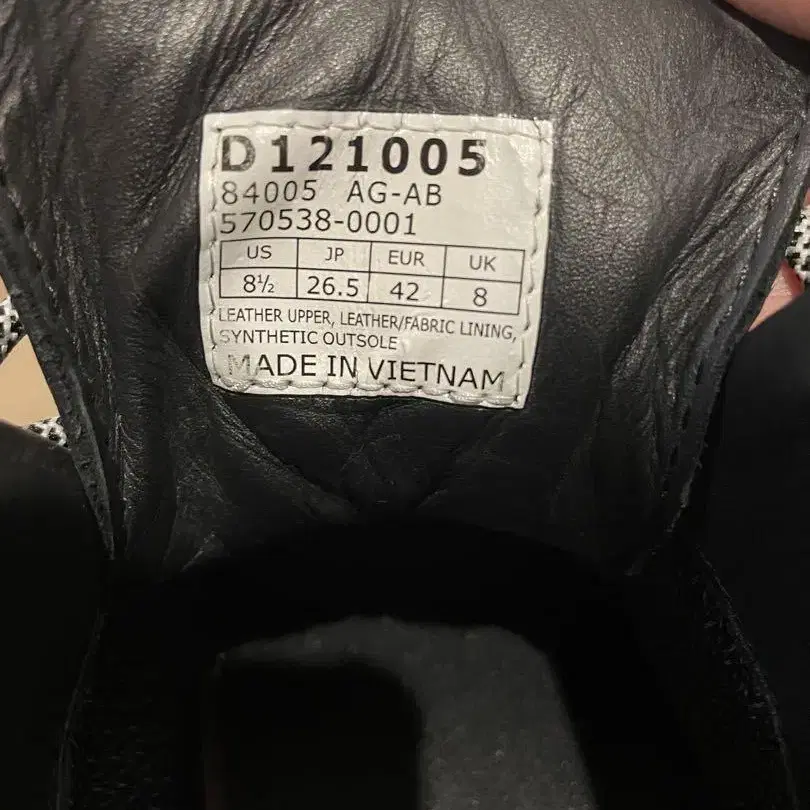 D121005
84005 AG-AB
570538-0001
US JP EUR UK
8½ 26.5 42 8
LEATHER UPPER, LEATHER/FABRIC LINING,
SYNTHETIC OUTSOLE
MADE IN VIETNAM